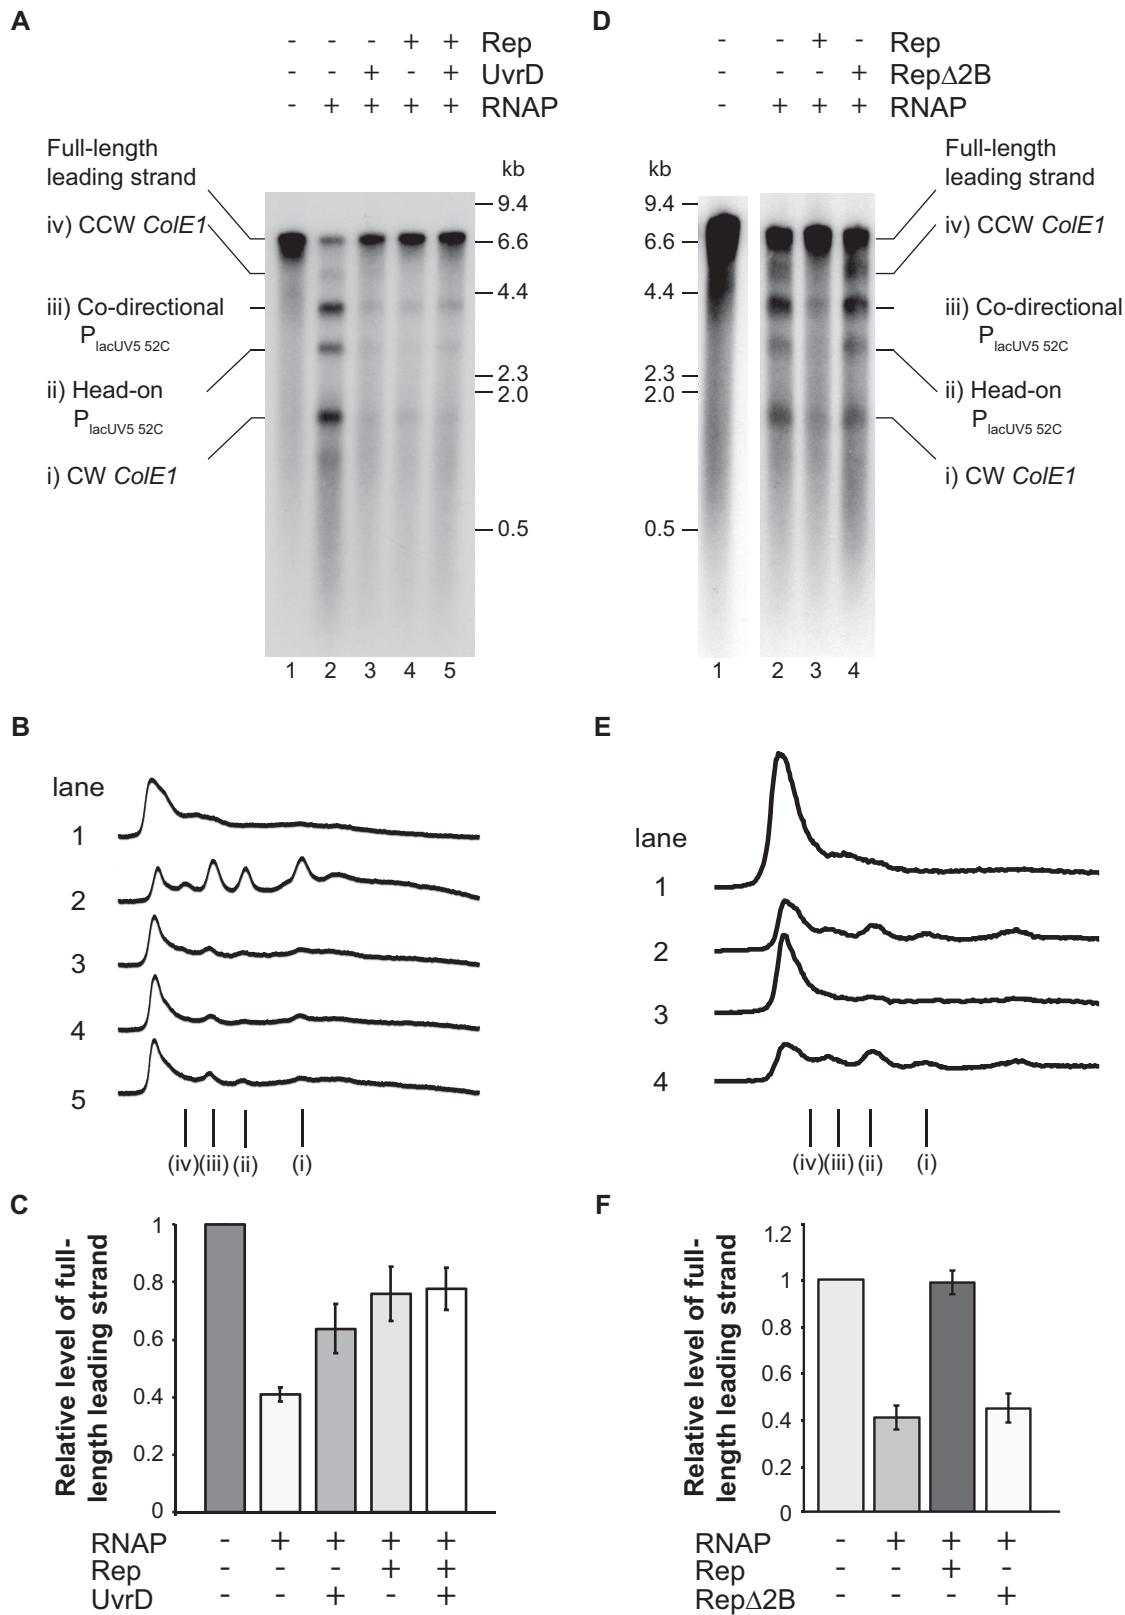 A
- - - + + Rep
- - + - + UvrD
- + + + + RNAP
Full-length
leading strand
iv) CCW ColE1
iii) Co-directional
PlacUV5 52C
ii) Head-on
PlacUV5 52C
i) CW ColE1
kb
9.4
6.6
4.4
2.3
2.0
0.5
1 2 3 4 5
D
- - + - Rep
- - - + RepΔ2B
- + + + RNAP
kb
9.4
6.6
4.4
2.3
2.0
0.5
Full-length
leading strand
iv) CCW ColE1
iii) Co-directional
PlacUV5 52C
ii) Head-on
PlacUV5 52C
i) CW ColE1
1 2 3 4
B
lane
1
2
3
4
5
(iv)(iii)(ii) (i)
E
lane
1
2
3
4
(iv)(iii)(ii) (i)
C
Relative level of full-
length leading strand
1
0.8
0.6
0.4
0.2
0
RNAP - + + + +
Rep - - - + +
UvrD - - + - +
F
Relative level of full-
length leading strand
1.2
1
0.8
0.6
0.4
0.2
0
RNAP - + + +
Rep - - + -
RepΔ2B - - - +